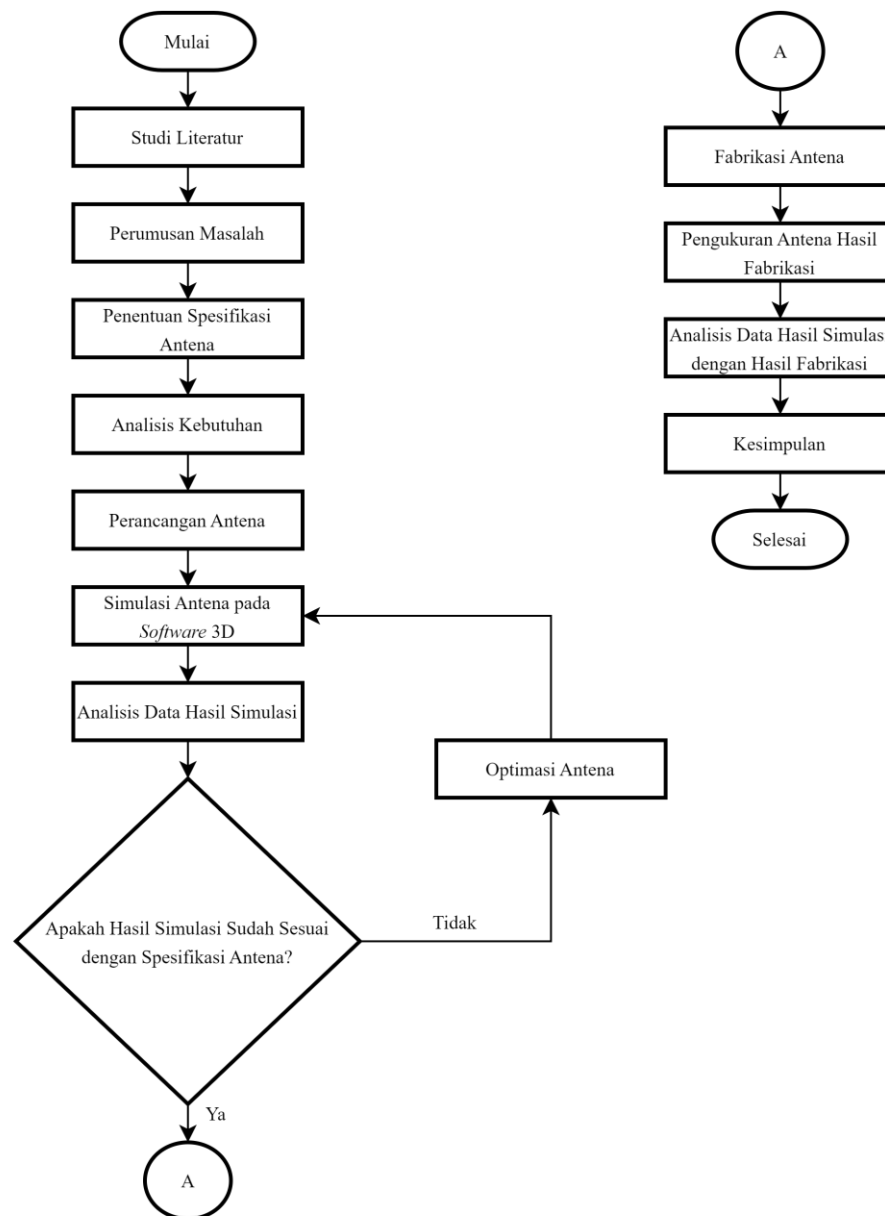 Mulai
Studi Literatur
Perumusan Masalah
Penentuan Spesifikasi
Antena
Analisis Kebutuhan
Perancangan Antena
Simulasi Antena pada
Software 3D
Analisis Data Hasil Simulasi
Optimasi Antena
Apakah Hasil Simulasi Sudah Sesuai
dengan Spesifikasi Antena?
Tidak
Ya
A
A
Fabrikasi Antena
Pengukuran Antena Hasil
Fabrikasi
Analisis Data Hasil Simulasi
dengan Hasil Fabrikasi
Kesimpulan
Selesai